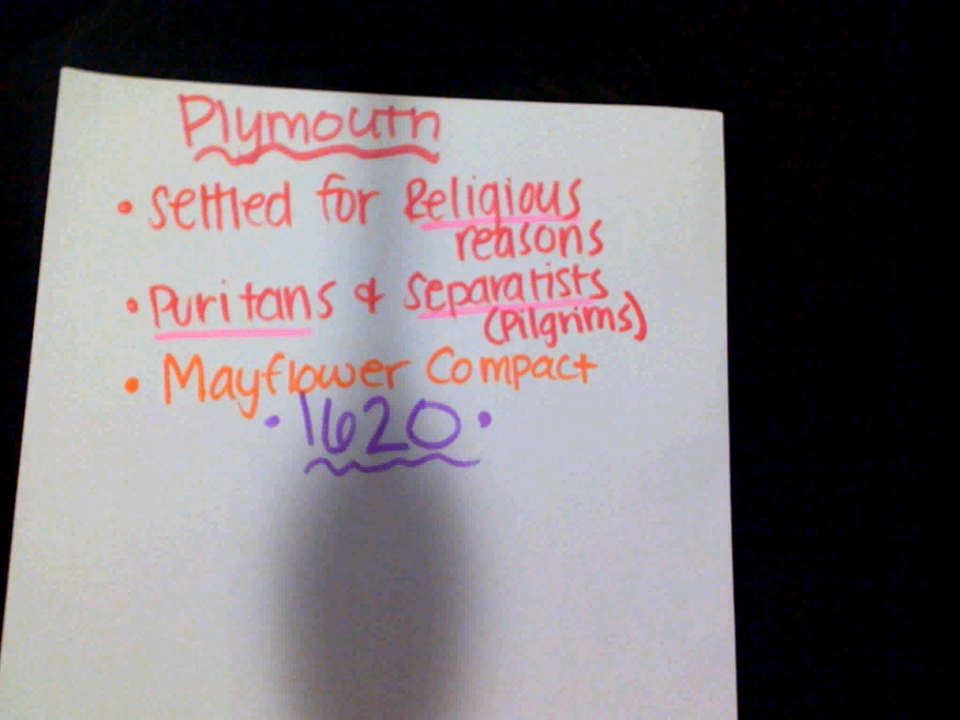 Plymouth
• settled for Religious
reasons
• Puritans & Separatists
(Pilgrims)
• Mayflower Compact
• 1620 •